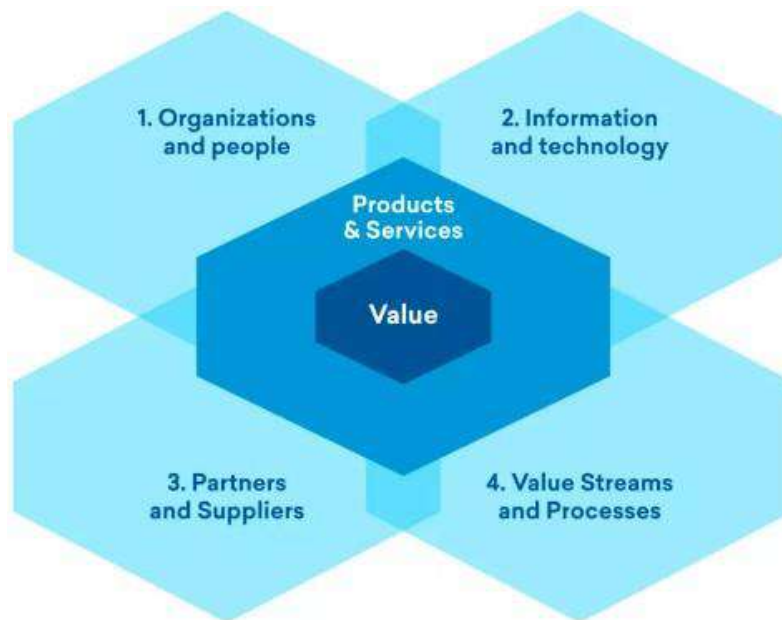 1. Organizations
and people
2. Information
and technology
Products
& Services
Value
3. Partners
and Suppliers
4. Value Streams
and Processes